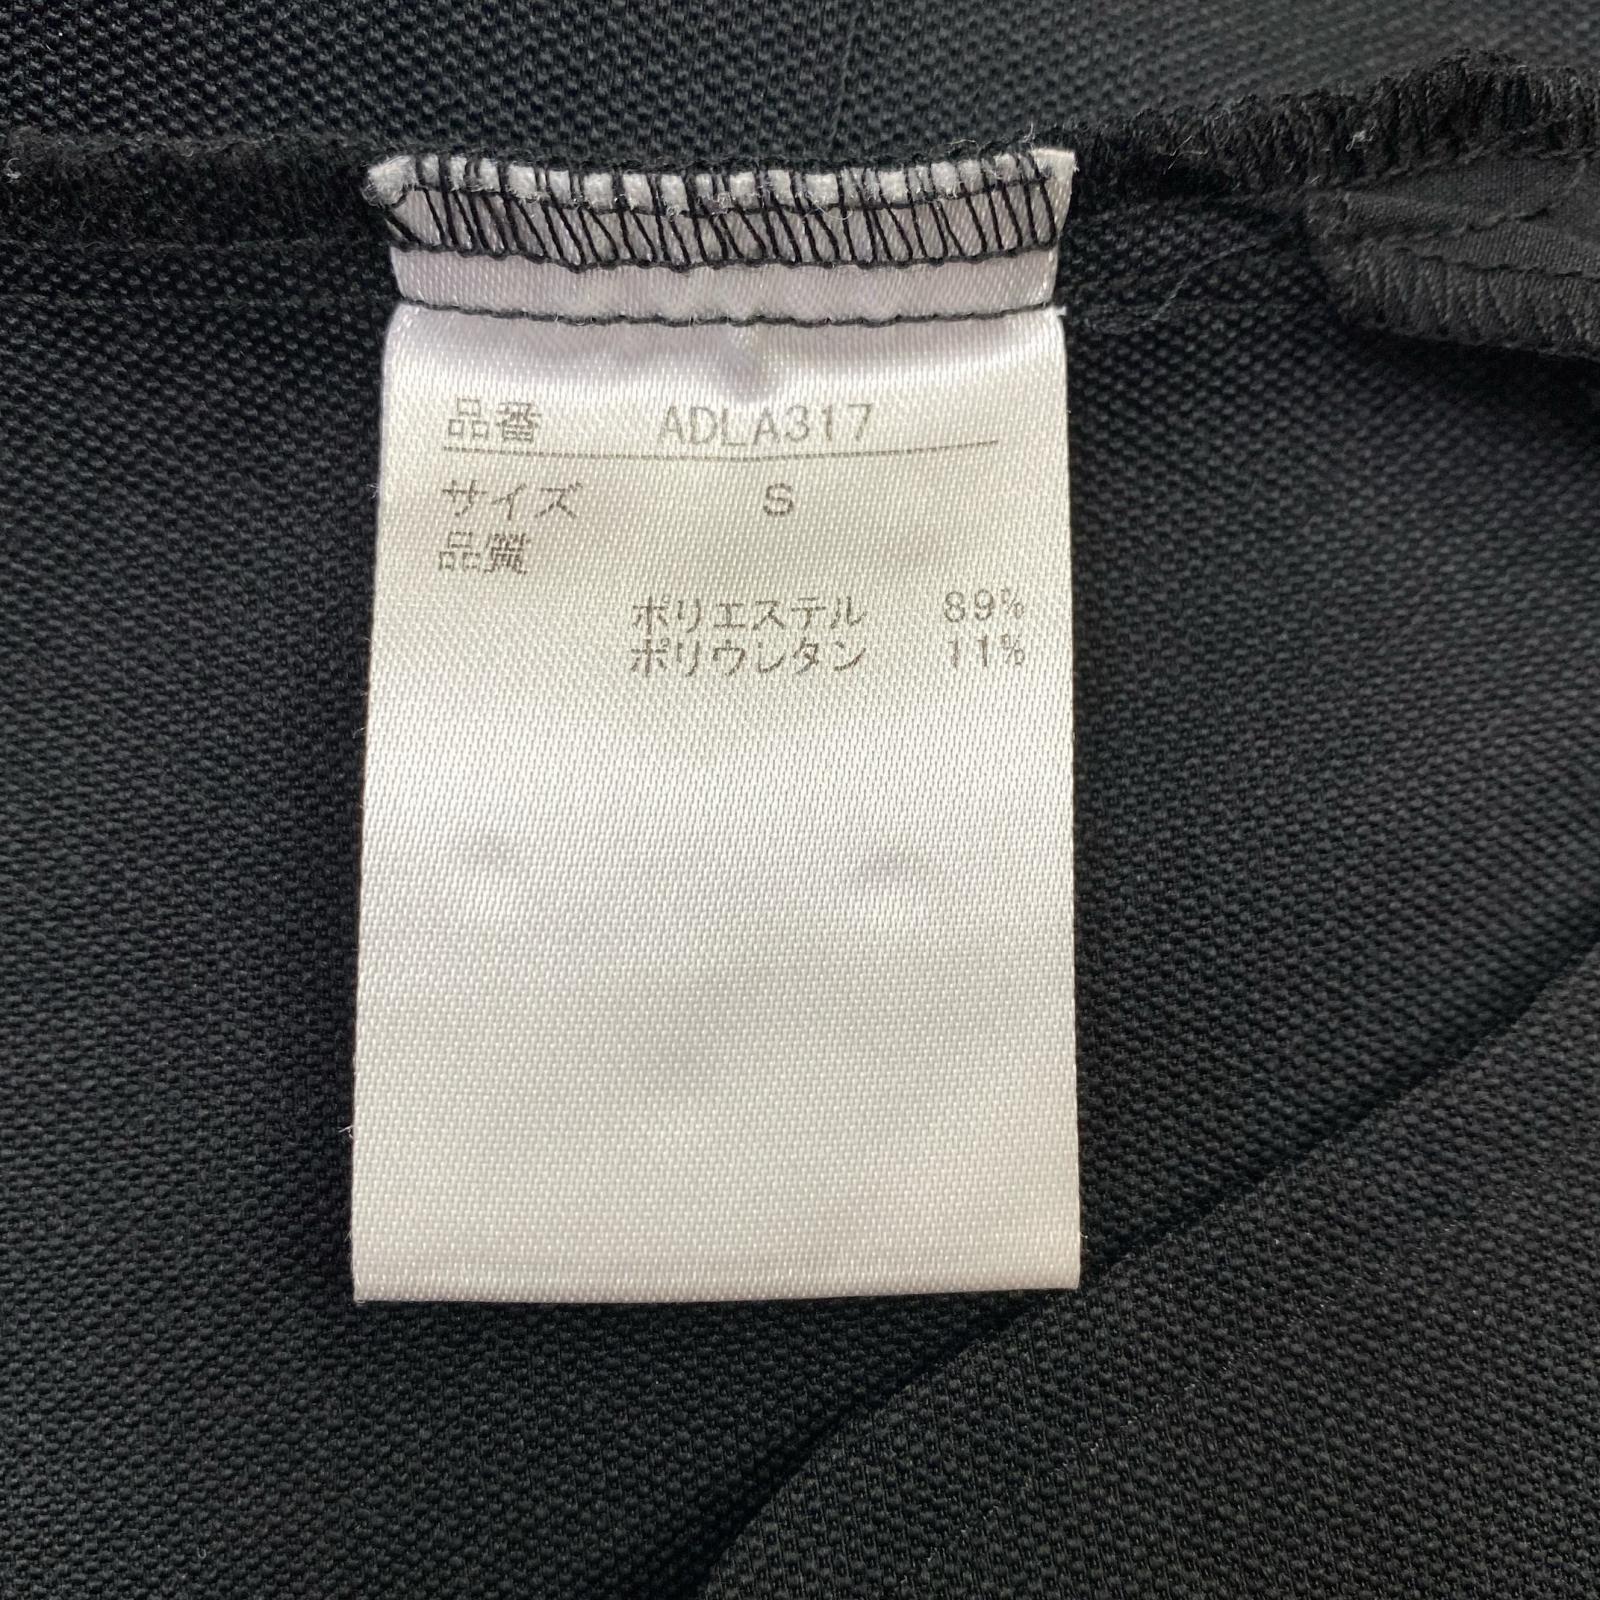 品番 ADLA317
サイズ S
品質
ポリエステル 89%
ポリウレタン 11%